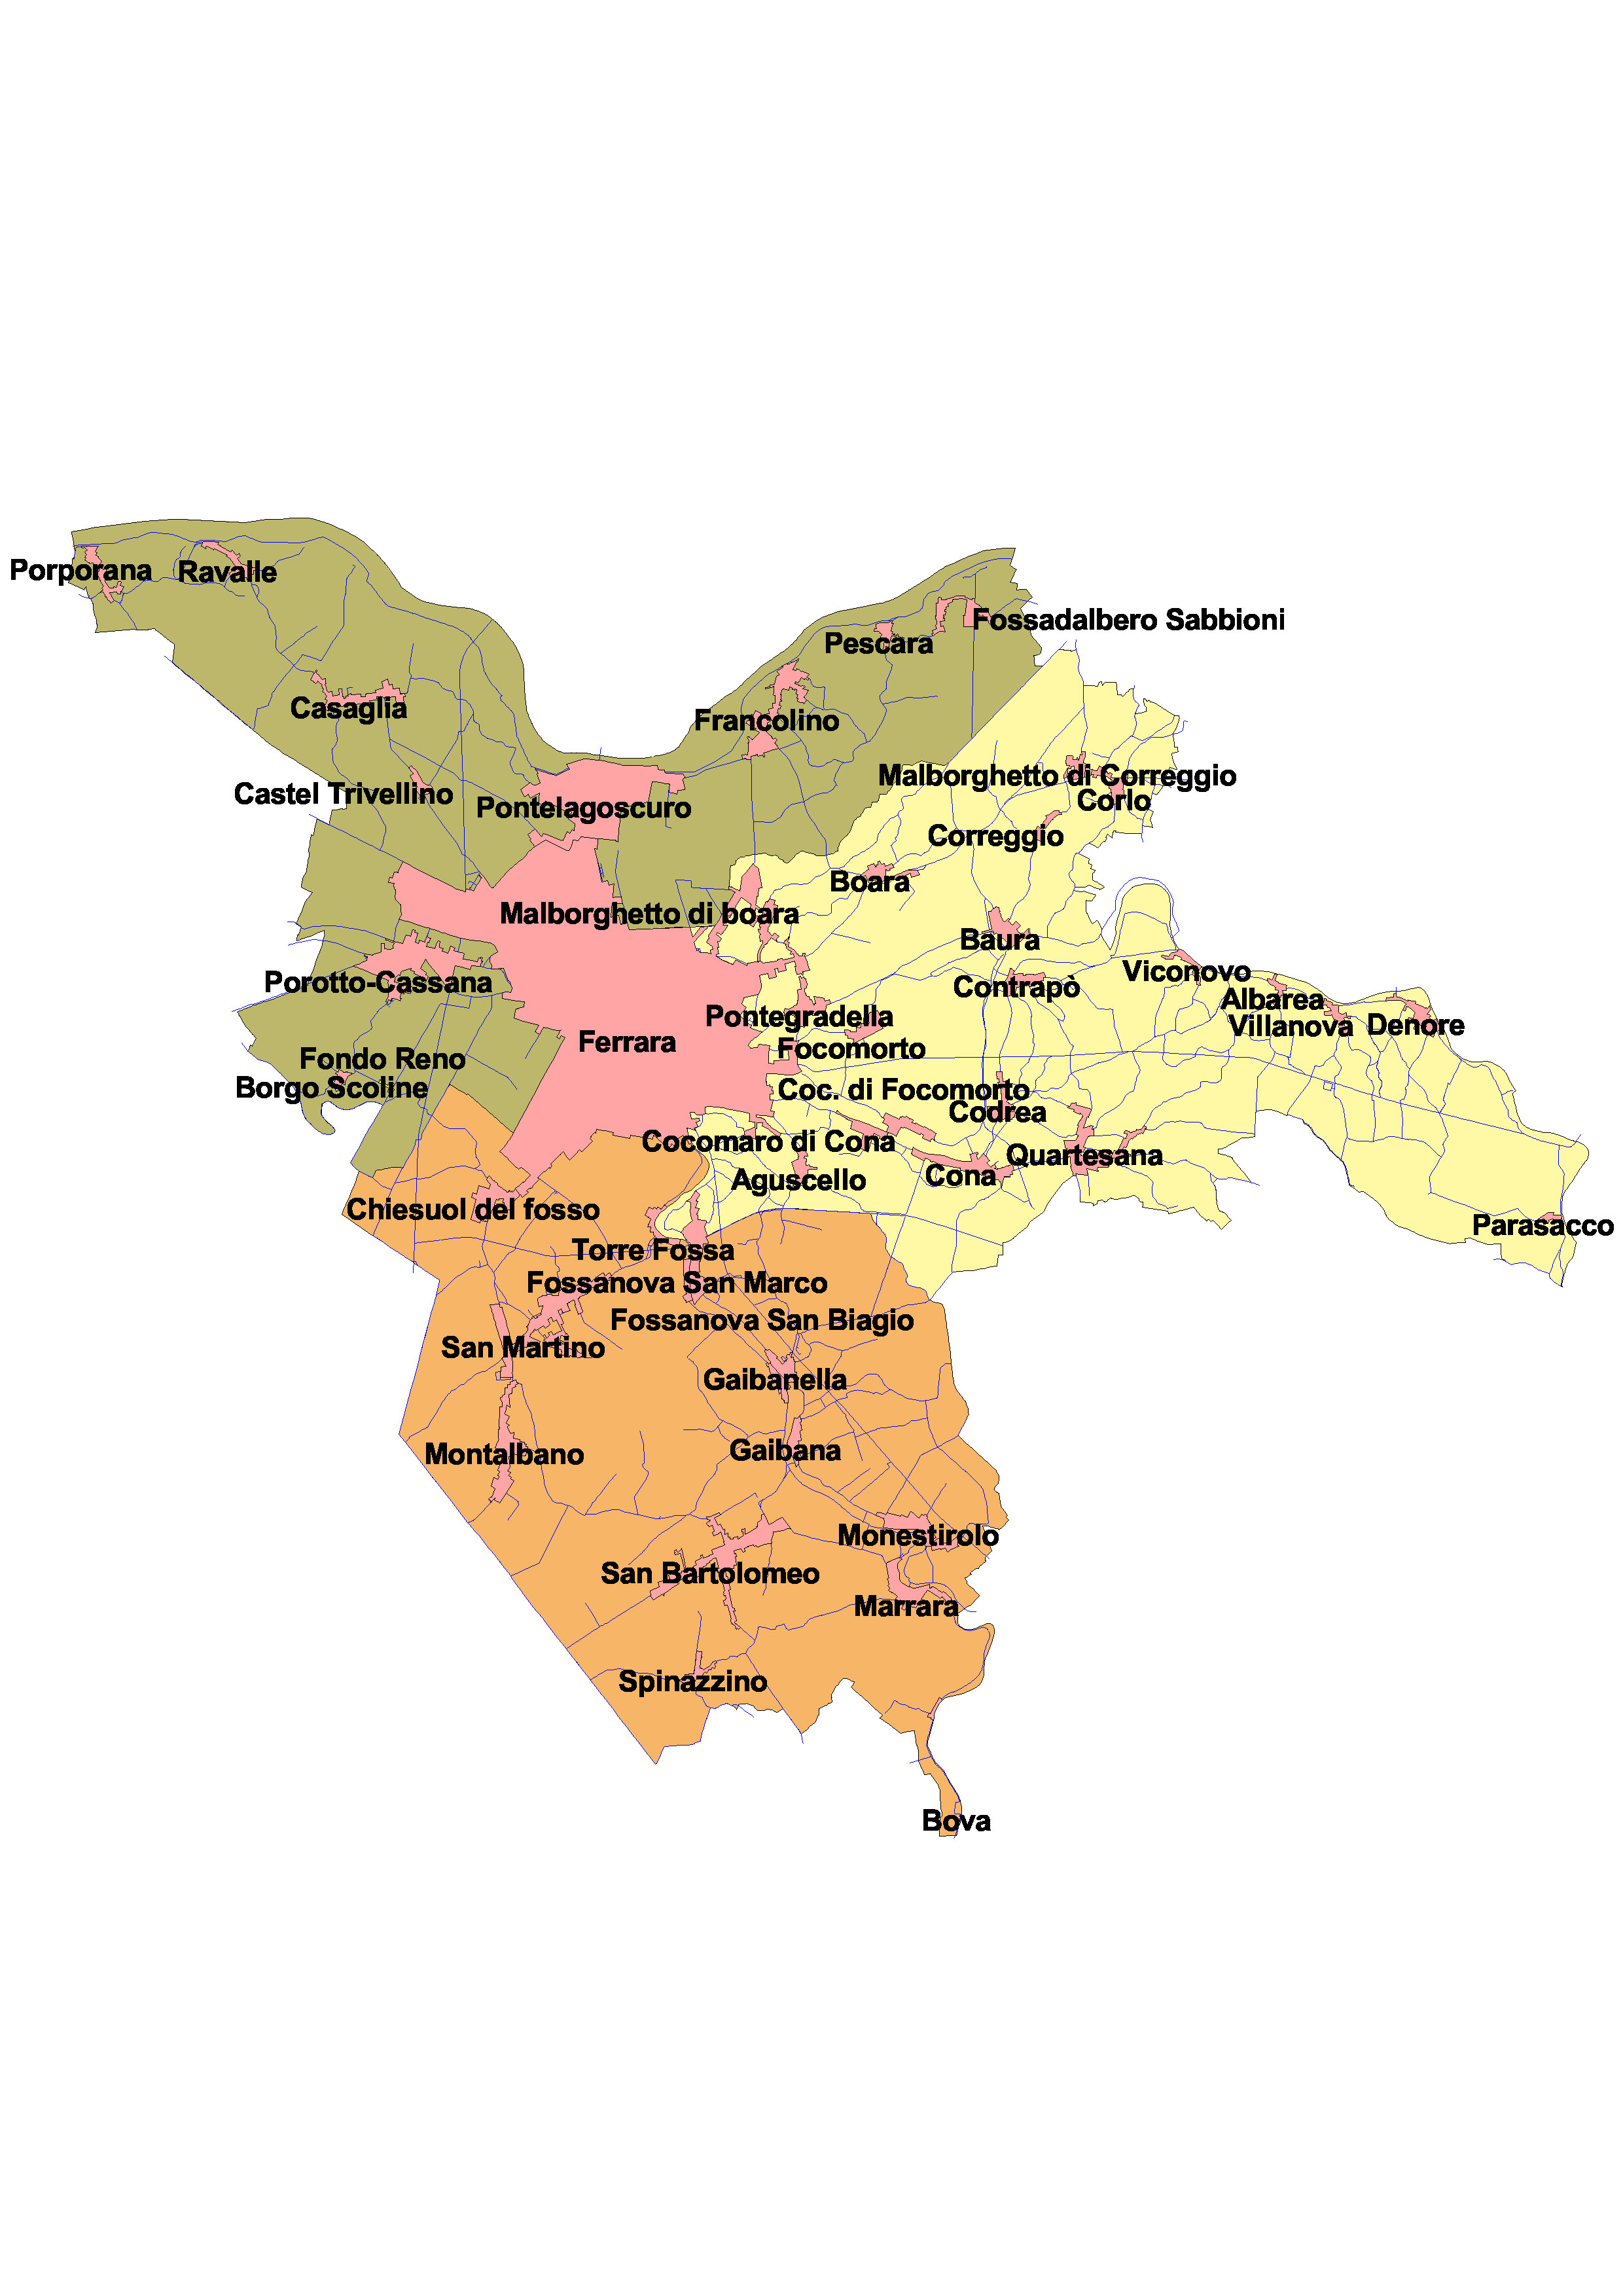 Porporana
Ravalle
Fossadalbero Sabbioni
Pescara
Casaglia
Francolino
Malborghetto di Correggio
Castel Trivellino
Corlo
Pontelagoscuro
Correggio
Boara
Malborghetto di boara
Baura
Viconovo
Porotto-Cassana
Contrapò
Albarea
Pontegradella
Villanova
Denore
Ferrara
Focomorto
Fondo Reno
Borgo Scoline
Coc. di Focomorto
Codrea
Cocomaro di Cona
Quartesana
Cona
Aguscello
Chiesuol del fosso
Parasacco
Torre Fossa
Fossanova San Marco
Fossanova San Biagio
San Martino
Gaibanella
Gaibana
Montalbano
Monestirolo
San Bartolomeo
Marrara
Spinazzino
Bova